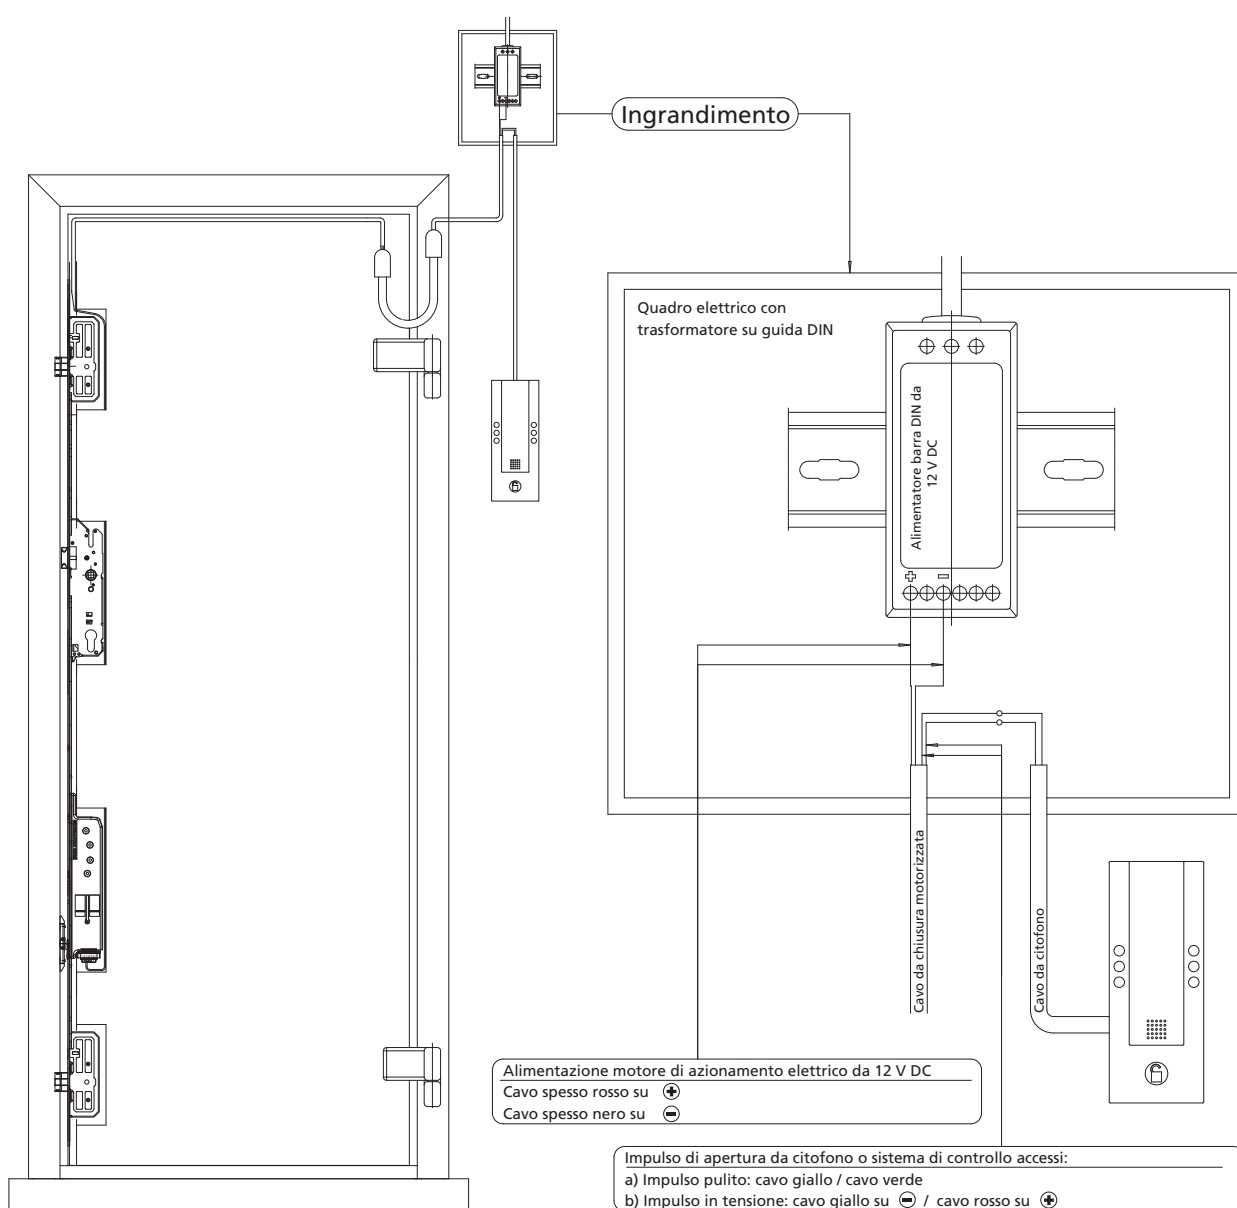 Ingrandimento
Quadro elettrico con
trasformatore su guida DIN
Alimentatore barra DIN da
12 V DC
Cavo da chiusura motorizzata
Cavo da citofono
Alimentazione motore di azionamento elettrico da 12 V DC
Cavo spesso rosso su ⊕
Cavo spesso nero su ⊖
Impulso di apertura da citofono o sistema di controllo accessi:
a) Impulso pulito: cavo giallo / cavo verde
b) Impulso in tensione: cavo giallo su ⊖ / cavo rosso su ⊕